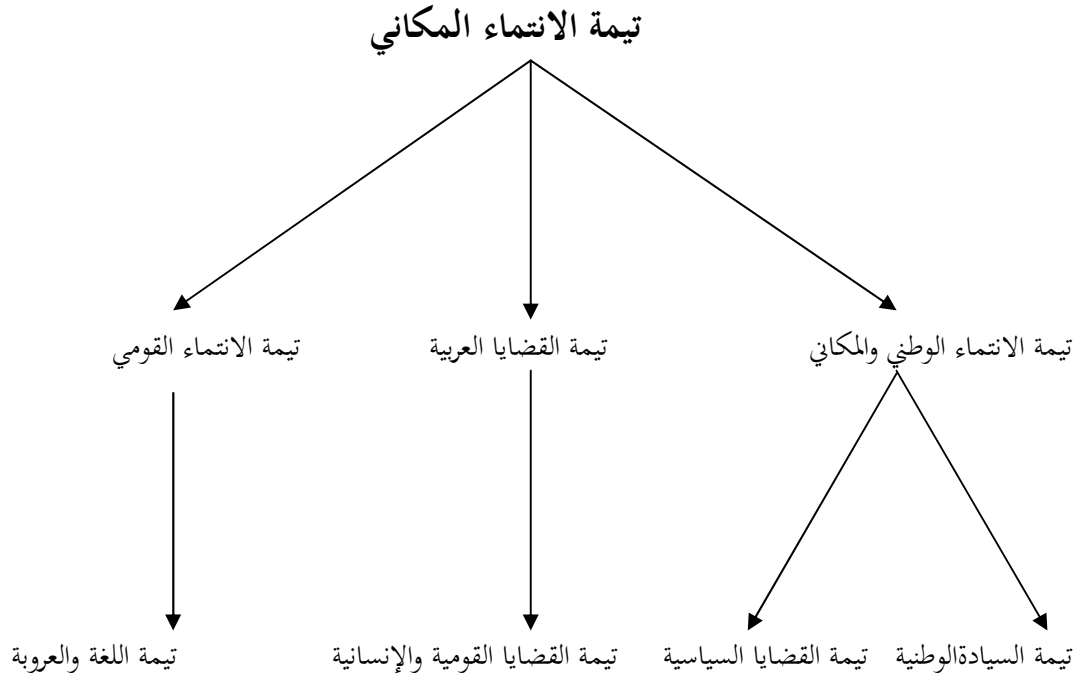 تيمة الانتماء المكاني
تيمة الانتماء الوطني والمكاني تيمة القضايا العربية تيمة الانتماء القومي
تيمة السيادةالوطنية تيمة القضايا السياسية تيمة القضايا القومية والإنسانية تيمة اللغة والعروبة